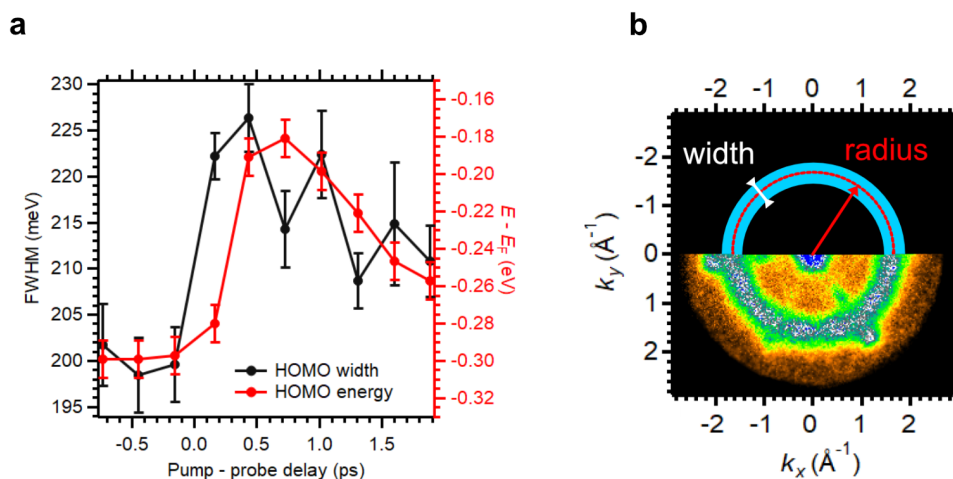 a
230
225
220
215
210
205
200
195
FWHM (meV)
-0.16
-0.18
-0.20
-0.22
-0.24
-0.26
-0.28
-0.30
-0.32
E - E_F (eV)
HOMO width
HOMO energy
-0.5 0.0 0.5 1.0 1.5
Pump - probe delay (ps)
b
-2 -1 0 1 2
width
radius
-2
-1
0
1
2
k_y (Å⁻¹)
-2 -1 0 1 2
k_x (Å⁻¹)